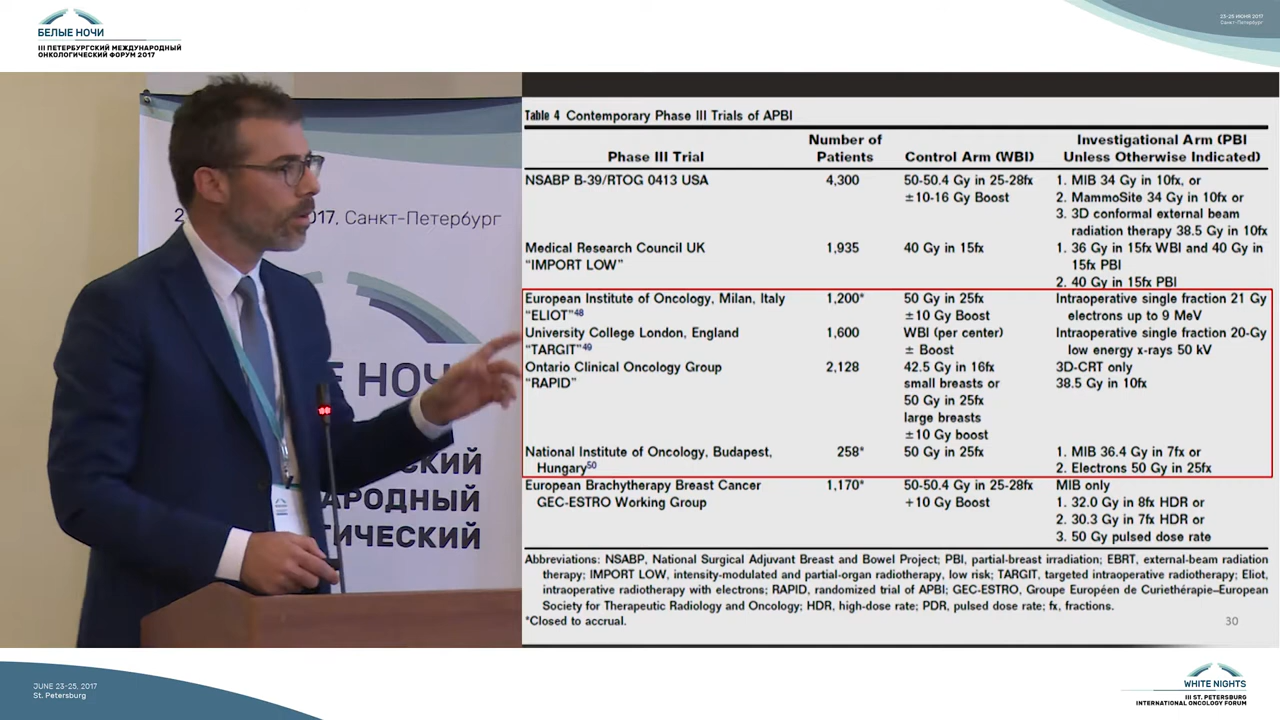 БЕЛЫЕ НОЧИ
III ПЕТЕРБУРГСКИЙ МЕЖДУНАРОДНЫЙ
ОНКОЛОГИЧЕСКИЙ ФОРУМ 2017
23-25 ИЮНЯ 2017
Санкт-Петербург
2
017, Санкт-Петербург
Е НОЧ
СКИЙ
АРОДНЫЙ
ГИЧЕСКИЙ
Table 4 Contemporary Phase III Trials of APBI
Phase III Trial Number of Patients Control Arm (WBI) Investigational Arm (PBI Unless Otherwise Indicated)
NSABP B-39/RTOG 0413 USA 4,300 50-50.4 Gy in 25-28fx 1. MIB 34 Gy in 10fx, or
±10-16 Gy Boost 2. MammoSite 34 Gy in 10fx or
3. 3D conformal external beam
radiation therapy 38.5 Gy in 10fx
Medical Research Council UK 1,935 40 Gy in 15fx 1. 36 Gy in 15fx WBI and 40 Gy in
“IMPORT LOW” 15fx PBI
2. 40 Gy in 15fx PBI
European Institute of Oncology, Milan, Italy 1,200* 50 Gy in 25fx Intraoperative single fraction 21 Gy
“ELIOT”48 ±10 Gy Boost electrons up to 9 MeV
University College London, England 1,600 WBI (per center) Intraoperative single fraction 20-Gy
“TARGIT”49 ± Boost low energy x-rays 50 kV
Ontario Clinical Oncology Group 2,128 42.5 Gy in 16fx 3D-CRT only
“RAPID” small breasts or 38.5 Gy in 10fx
50 Gy in 25fx
large breasts
±10 Gy boost
National Institute of Oncology, Budapest, 258* 50 Gy in 25fx 1. MIB 36.4 Gy in 7fx or
Hungary50 2. Electrons 50 Gy in 25fx
European Brachytherapy Breast Cancer 1,170* 50-50.4 Gy in 25-28fx MIB only
GEC-ESTRO Working Group +10 Gy Boost 1. 32.0 Gy in 8fx HDR or
2. 30.3 Gy in 7fx HDR or
3. 50 Gy pulsed dose rate
Abbreviations: NSABP, National Surgical Adjuvant Breast and Bowel Project; PBI, partial-breast irradiation; EBRT, external-beam radiation
therapy; IMPORT LOW, intensity-modulated and partial-organ radiotherapy, low risk; TARGIT, targeted intraoperative radiotherapy; Eliot,
intraoperative radiotherapy with electrons; RAPID, randomized trial of APBI; GEC-ESTRO, Groupe Européen de Curiethérapie–European
Society for Therapeutic Radiology and Oncology; HDR, high-dose rate; PDR, pulsed dose rate; fx, fractions.
*Closed to accrual.
30
JUNE 23-25, 2017
St. Petersburg
WHITE NIGHTS
III ST. PETERSBURG
INTERNATIONAL ONCOLOGY FORUM